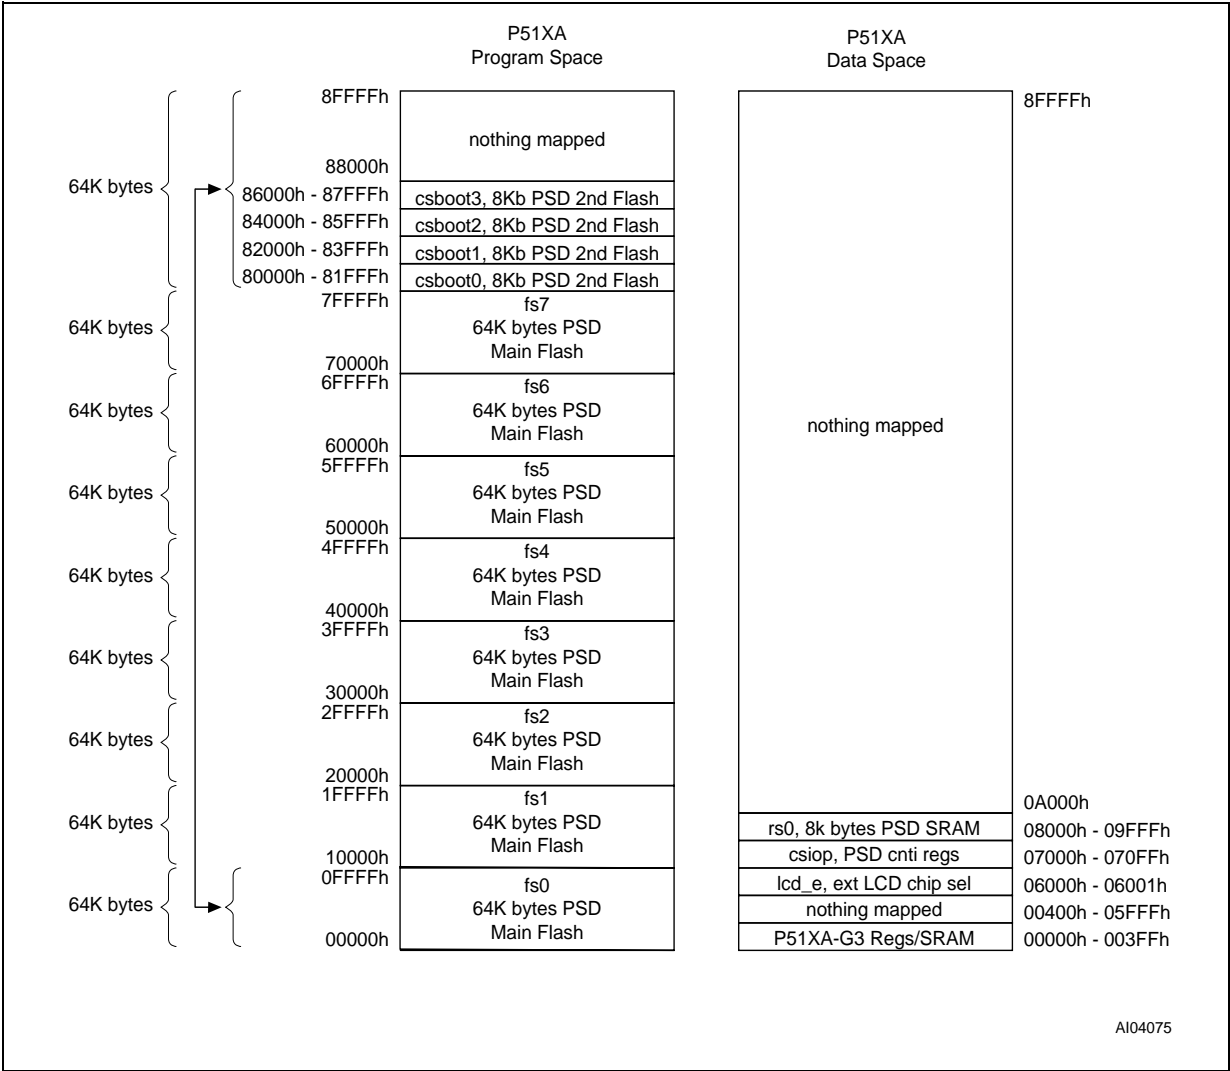 P51XA
Program Space
P51XA
Data Space
8FFFFh
nothing mapped
88000h
64K bytes
86000h - 87FFFh
csboot3, 8Kb PSD 2nd Flash
84000h - 85FFFh
csboot2, 8Kb PSD 2nd Flash
82000h - 83FFFh
csboot1, 8Kb PSD 2nd Flash
80000h - 81FFFh
csboot0, 8Kb PSD 2nd Flash
7FFFFh
fs7
64K bytes
64K bytes PSD
Main Flash
70000h
6FFFFh
fs6
64K bytes
64K bytes PSD
Main Flash
60000h
5FFFFh
fs5
64K bytes
64K bytes PSD
Main Flash
50000h
4FFFFh
fs4
64K bytes
64K bytes PSD
Main Flash
40000h
3FFFFh
fs3
64K bytes
64K bytes PSD
Main Flash
30000h
2FFFFh
fs2
64K bytes
64K bytes PSD
Main Flash
20000h
1FFFFh
fs1
64K bytes
64K bytes PSD
Main Flash
10000h
0FFFFh
fs0
64K bytes
64K bytes PSD
Main Flash
00000h
8FFFFh
nothing mapped
0A000h
rs0, 8k bytes PSD SRAM
08000h - 09FFFh
csiop, PSD cnti regs
07000h - 070FFh
lcd_e, ext LCD chip sel
06000h - 06001h
nothing mapped
00400h - 05FFFh
P51XA-G3 Regs/SRAM
00000h - 003FFh
AI04075